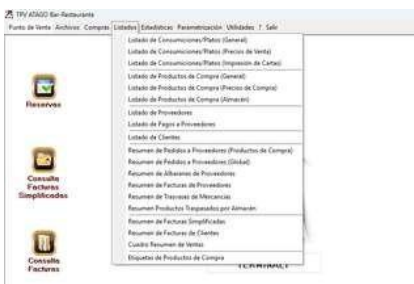 TPV ATAGO Bar-Restaurante
Punto de Venta Archivos Compras Listados Estadísticas Parametrización Utilidades ? Salir
Listado de Consumiciones/Platos (General)
Listado de Consumiciones/Platos (Precios de Venta)
Listado de Consumiciones/Platos (Impresión de Cartas)
Listado de Productos de Compra (General)
Listado de Productos de Compra (Precios de Compra)
Listado de Productos de Compra (Almacén)
Listado de Proveedores
Listado de Pagos a Proveedores
Listado de Clientes
Resumen de Pedidos a Proveedores (Productos de Compra)
Resumen de Pedidos a Proveedores (Global)
Resumen de Albaranes de Proveedores
Resumen de Facturas de Proveedores
Resumen de Traspasos de Mercancías
Resumen Productos Traspasados por Almacén
Resumen de Facturas Simplificadas
Resumen de Facturas de Clientes
Cuadro Resumen de Ventas
Etiquetas de Productos de Compra
Reservas
Consulta
Facturas
Simplificadas
Consulta
Facturas